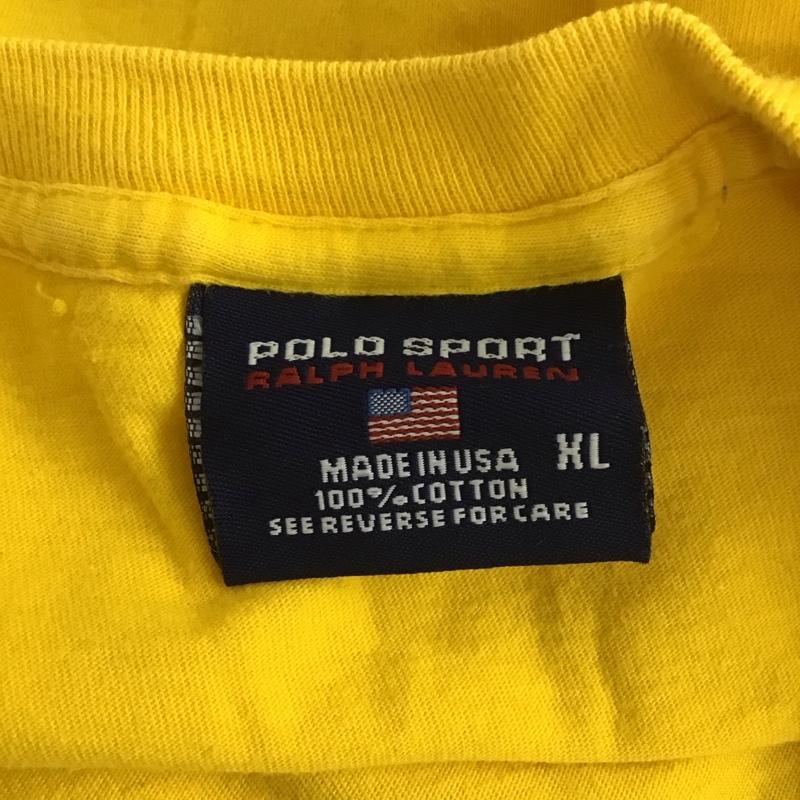 POLO SPORT
RALPH LAUREN
MADE IN USA XL
100% COTTON
SEE REVERSE FOR CARE